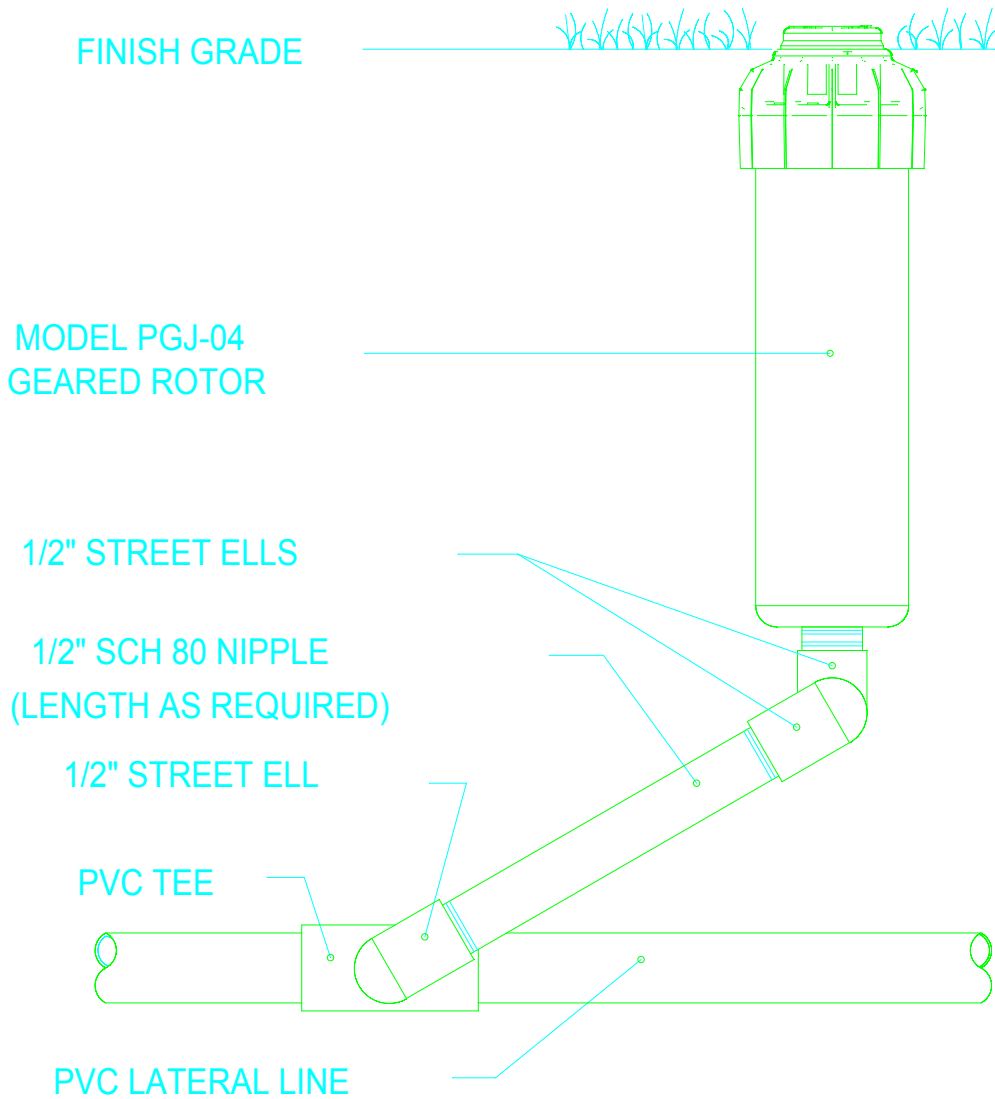 FINISH GRADE
MODEL PGJ-04
GEARED ROTOR
1/2" STREET ELLS
1/2" SCH 80 NIPPLE
(LENGTH AS REQUIRED)
1/2" STREET ELL
PVC TEE
PVC LATERAL LINE